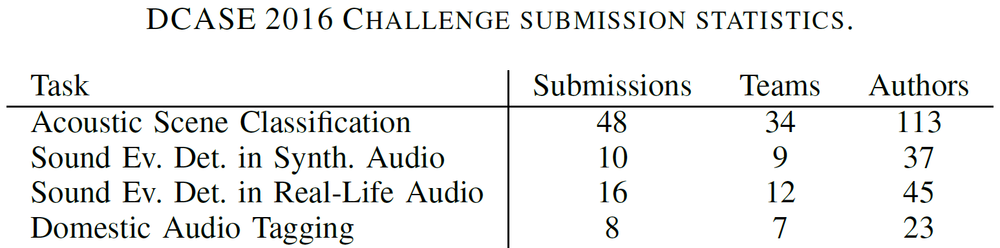 DCASE 2016 CHALLENGE SUBMISSION STATISTICS.
Task Submissions Teams Authors
Acoustic Scene Classification 48 34 113
Sound Ev. Det. in Synth. Audio 10 9 37
Sound Ev. Det. in Real-Life Audio 16 12 45
Domestic Audio Tagging 8 7 23